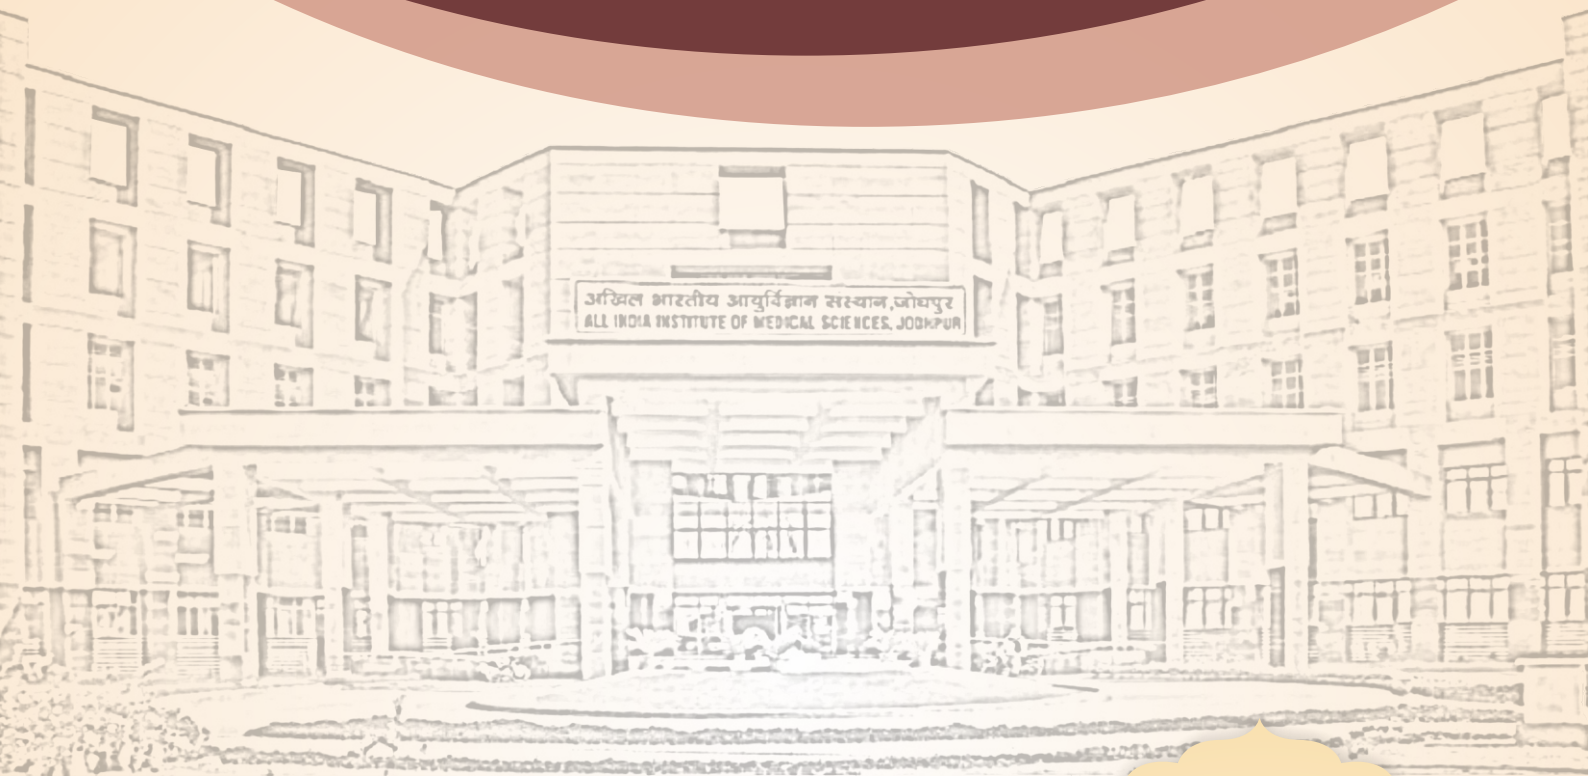 अखिल भारतीय आयुर्विज्ञान संस्थान,जोधपुर
ALL INDIA INSTITUTE OF MEDICAL SCIENCES, JODHPUR